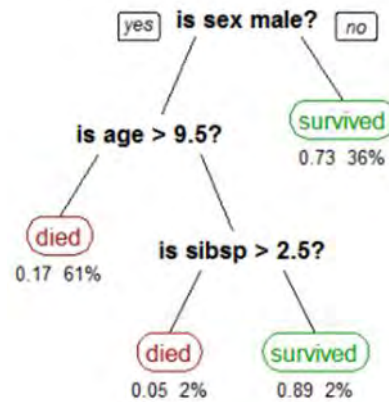 yes is sex male? no
is age > 9.5?
survived
0.73 36%
died
0.17 61%
is sibsp > 2.5?
died survived
0.05 2% 0.89 2%